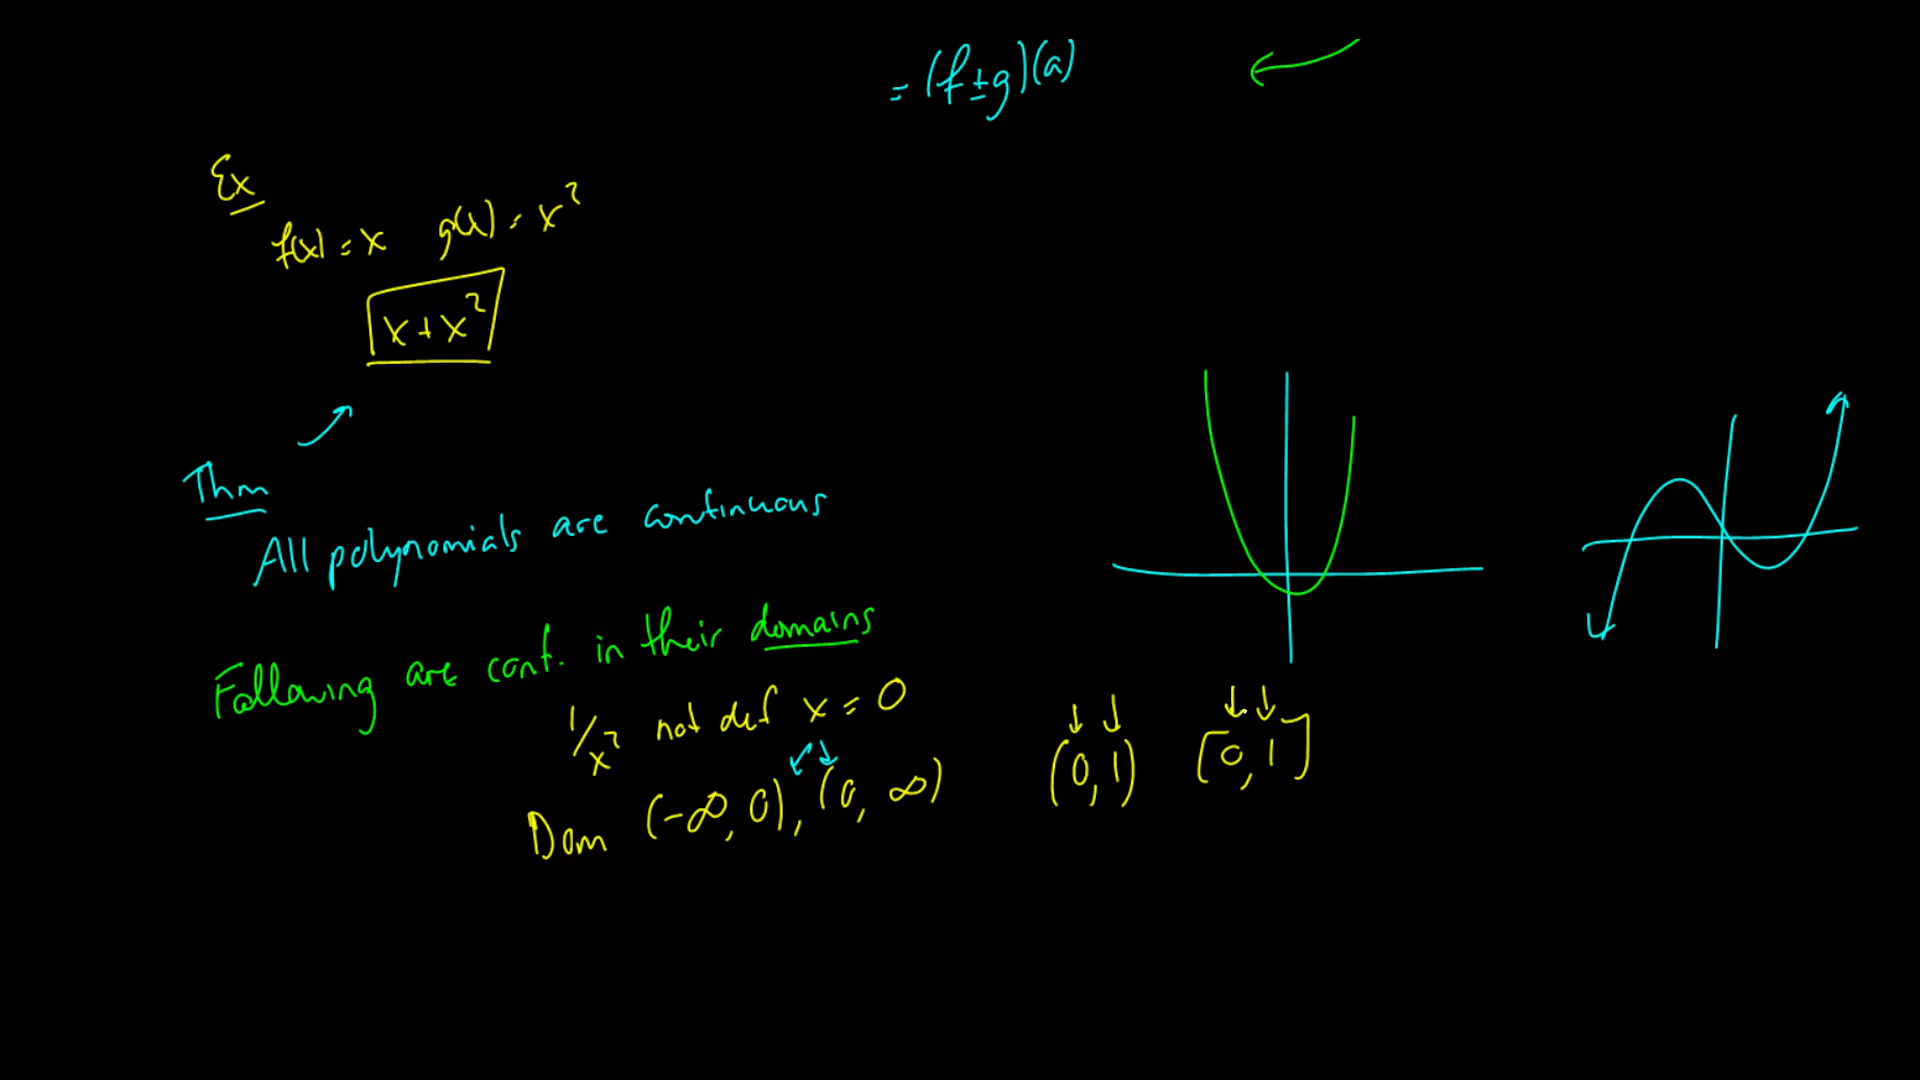 = (f±g)(a)
Ex
f(x) = x g(x) = x²
x + x²
Thm
All polynomials are continuous
Following are cont. in their domains
1/x² not def x = 0
Dom (-∞, 0), (0, ∞) (0, 1) [0, 1]